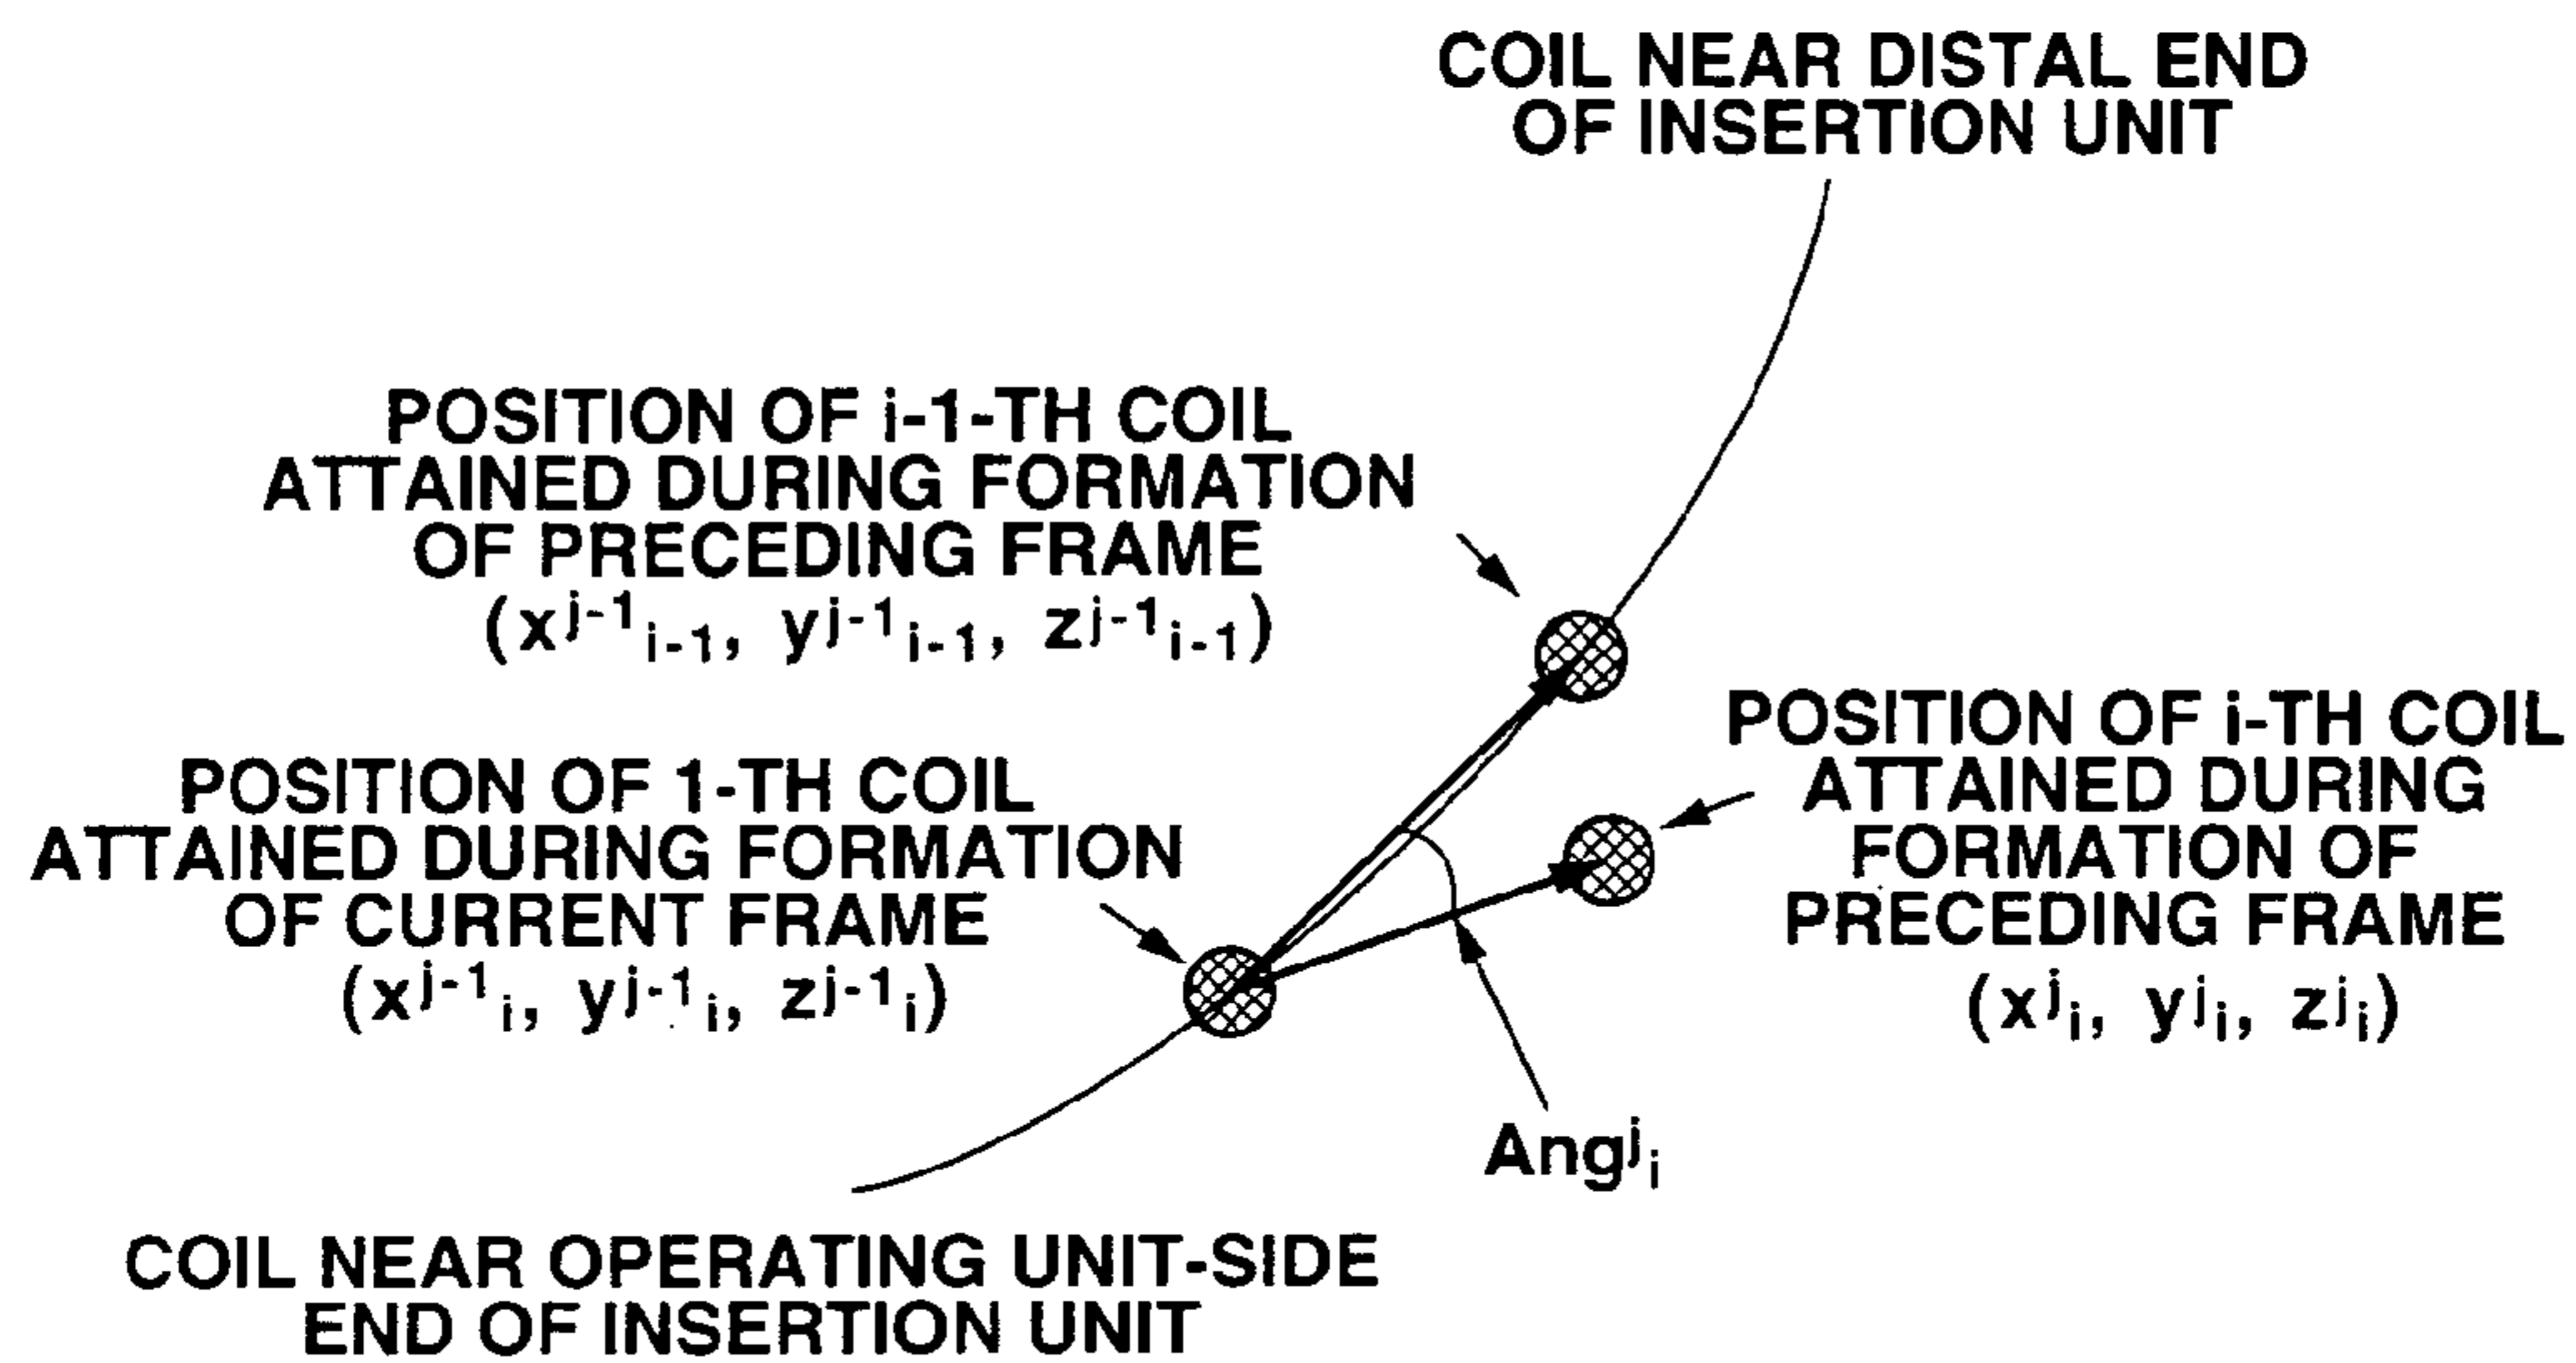 COIL NEAR DISTAL END
OF INSERTION UNIT
POSITION OF i-1-TH COIL
ATTAINED DURING FORMATION
OF PRECEDING FRAME
(xʲ⁻¹ᵢ₋₁, yʲ⁻¹ᵢ₋₁, zʲ⁻¹ᵢ₋₁)
POSITION OF 1-TH COIL
ATTAINED DURING FORMATION
OF CURRENT FRAME
(xʲ⁻¹ᵢ, yʲ⁻¹ᵢ, zʲ⁻¹ᵢ)
POSITION OF i-TH COIL
ATTAINED DURING
FORMATION OF
PRECEDING FRAME
(xʲᵢ, yʲᵢ, zʲᵢ)
Angʲᵢ
COIL NEAR OPERATING UNIT-SIDE
END OF INSERTION UNIT